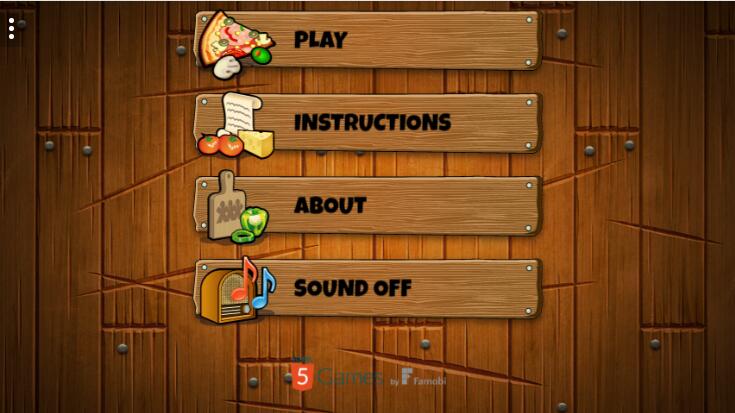 PLAY
INSTRUCTIONS
ABOUT
SOUND OFF
5 Games by Famobi